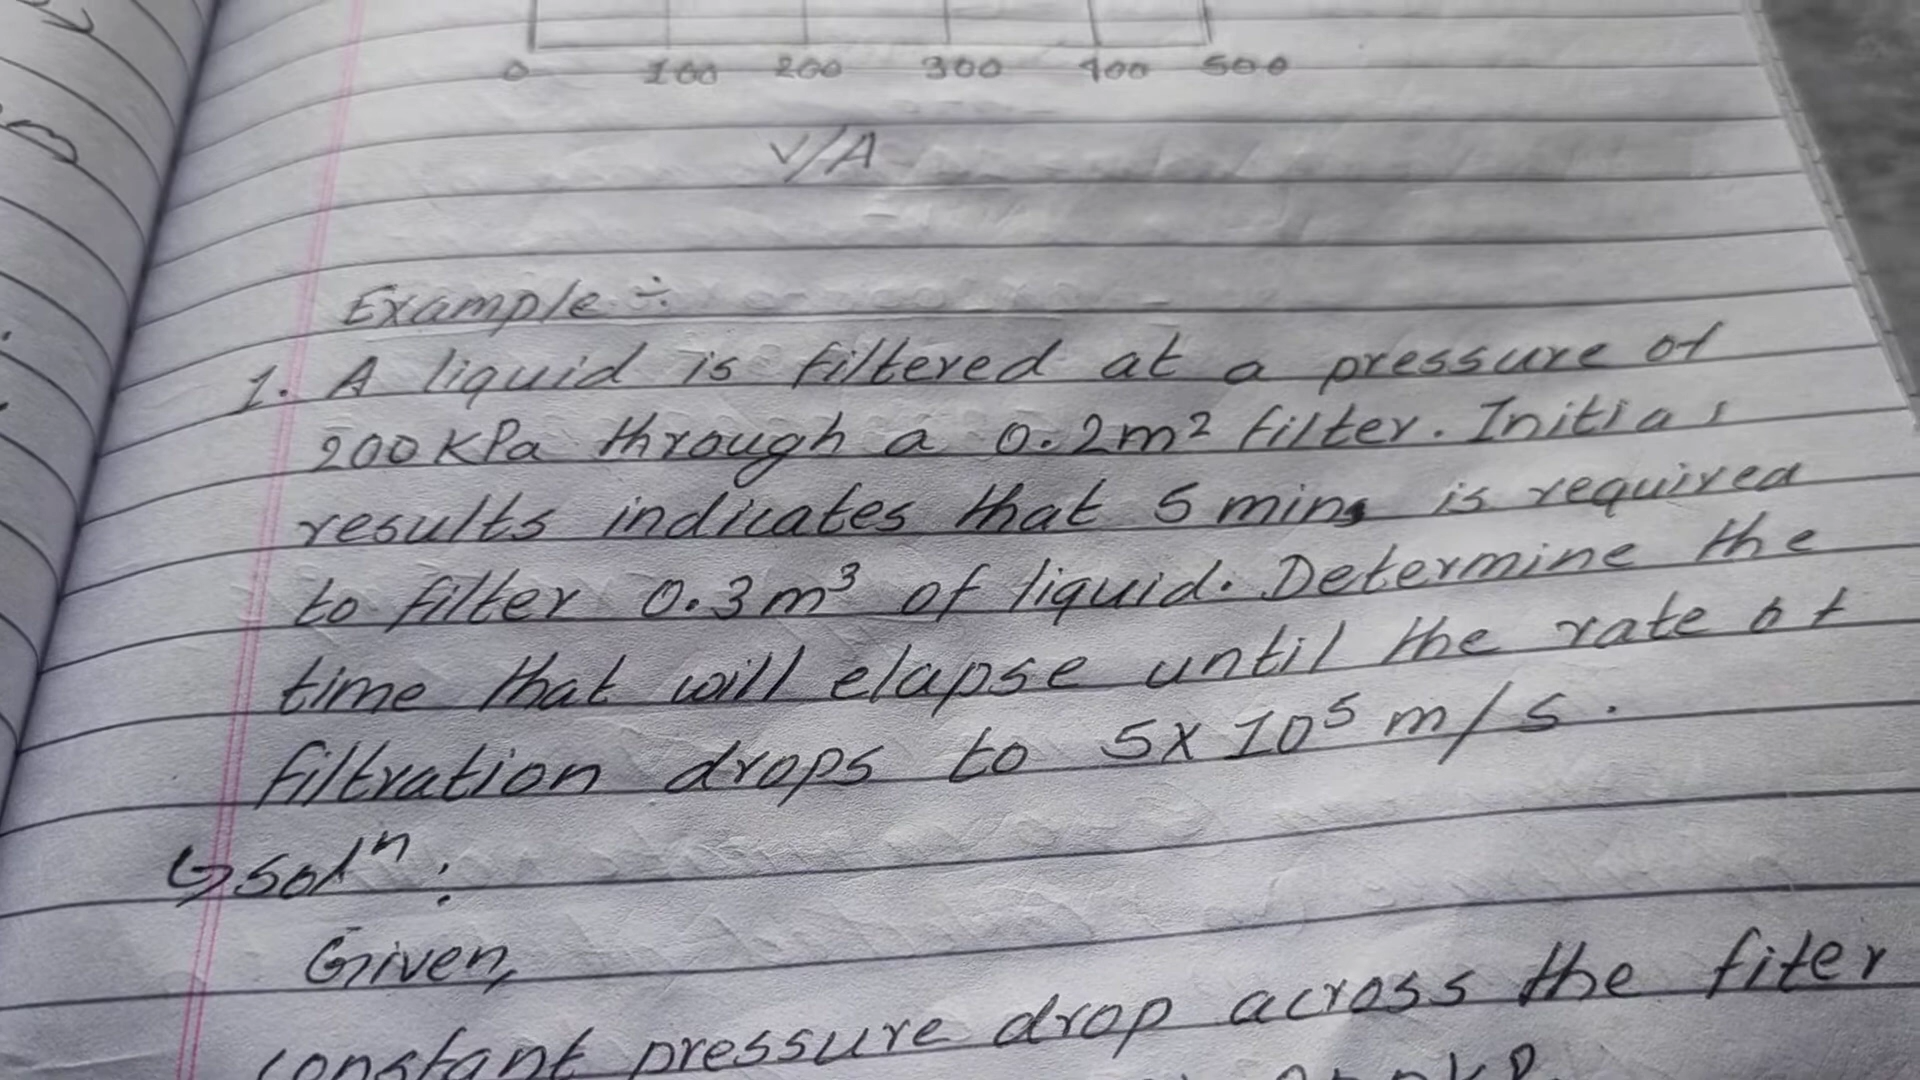 0 100 200 300 400 500
V/A
Example ÷
1. A liquid is filtered at a pressure of
200 KPa through a 0.2m² filter. Initial
results indicates that 5 mins is required
to filter 0.3m³ of liquid. Determine the
time that will elapse until the rate of
filtration drops to 5X10⁵ m/s.
↪ solⁿ:
Given,
constant pressure drop across the fiter